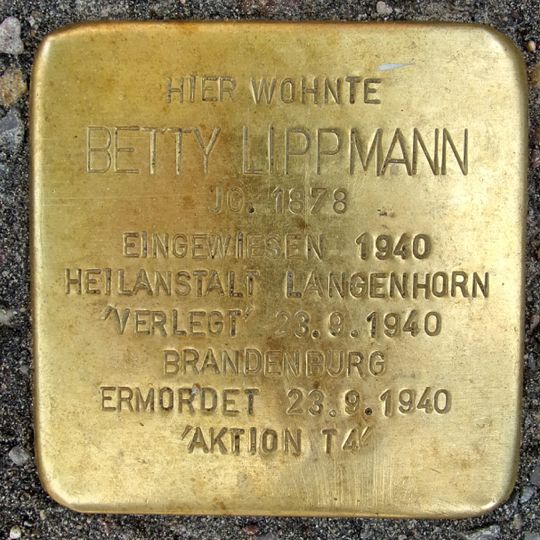 HIER WOHNTE
BETTY LIPPMANN
JG. 1878
EINGEWIESEN 1940
HEILANSTALT LANGENHORN
'VERLEGT' 23.9.1940
BRANDENBURG
ERMORDET 23.9.1940
'AKTION T4'